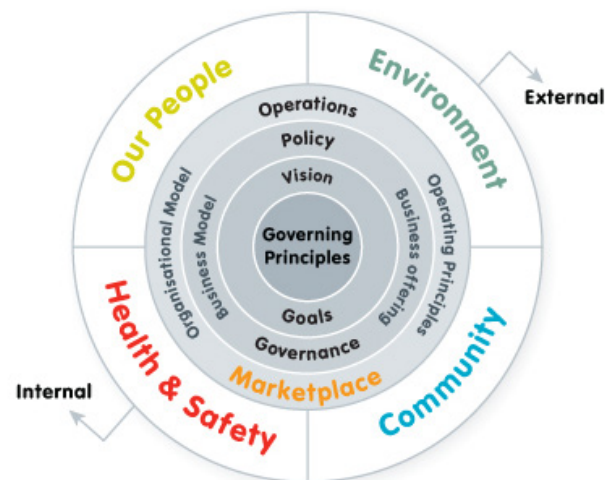 Our People
Environment
External
Operations
Policy
Vision
Organisational Model
Business Model
Governing
Principles
Business offering
Operating Principles
Goals
Governance
Marketplace
Health & Safety
Community
Internal